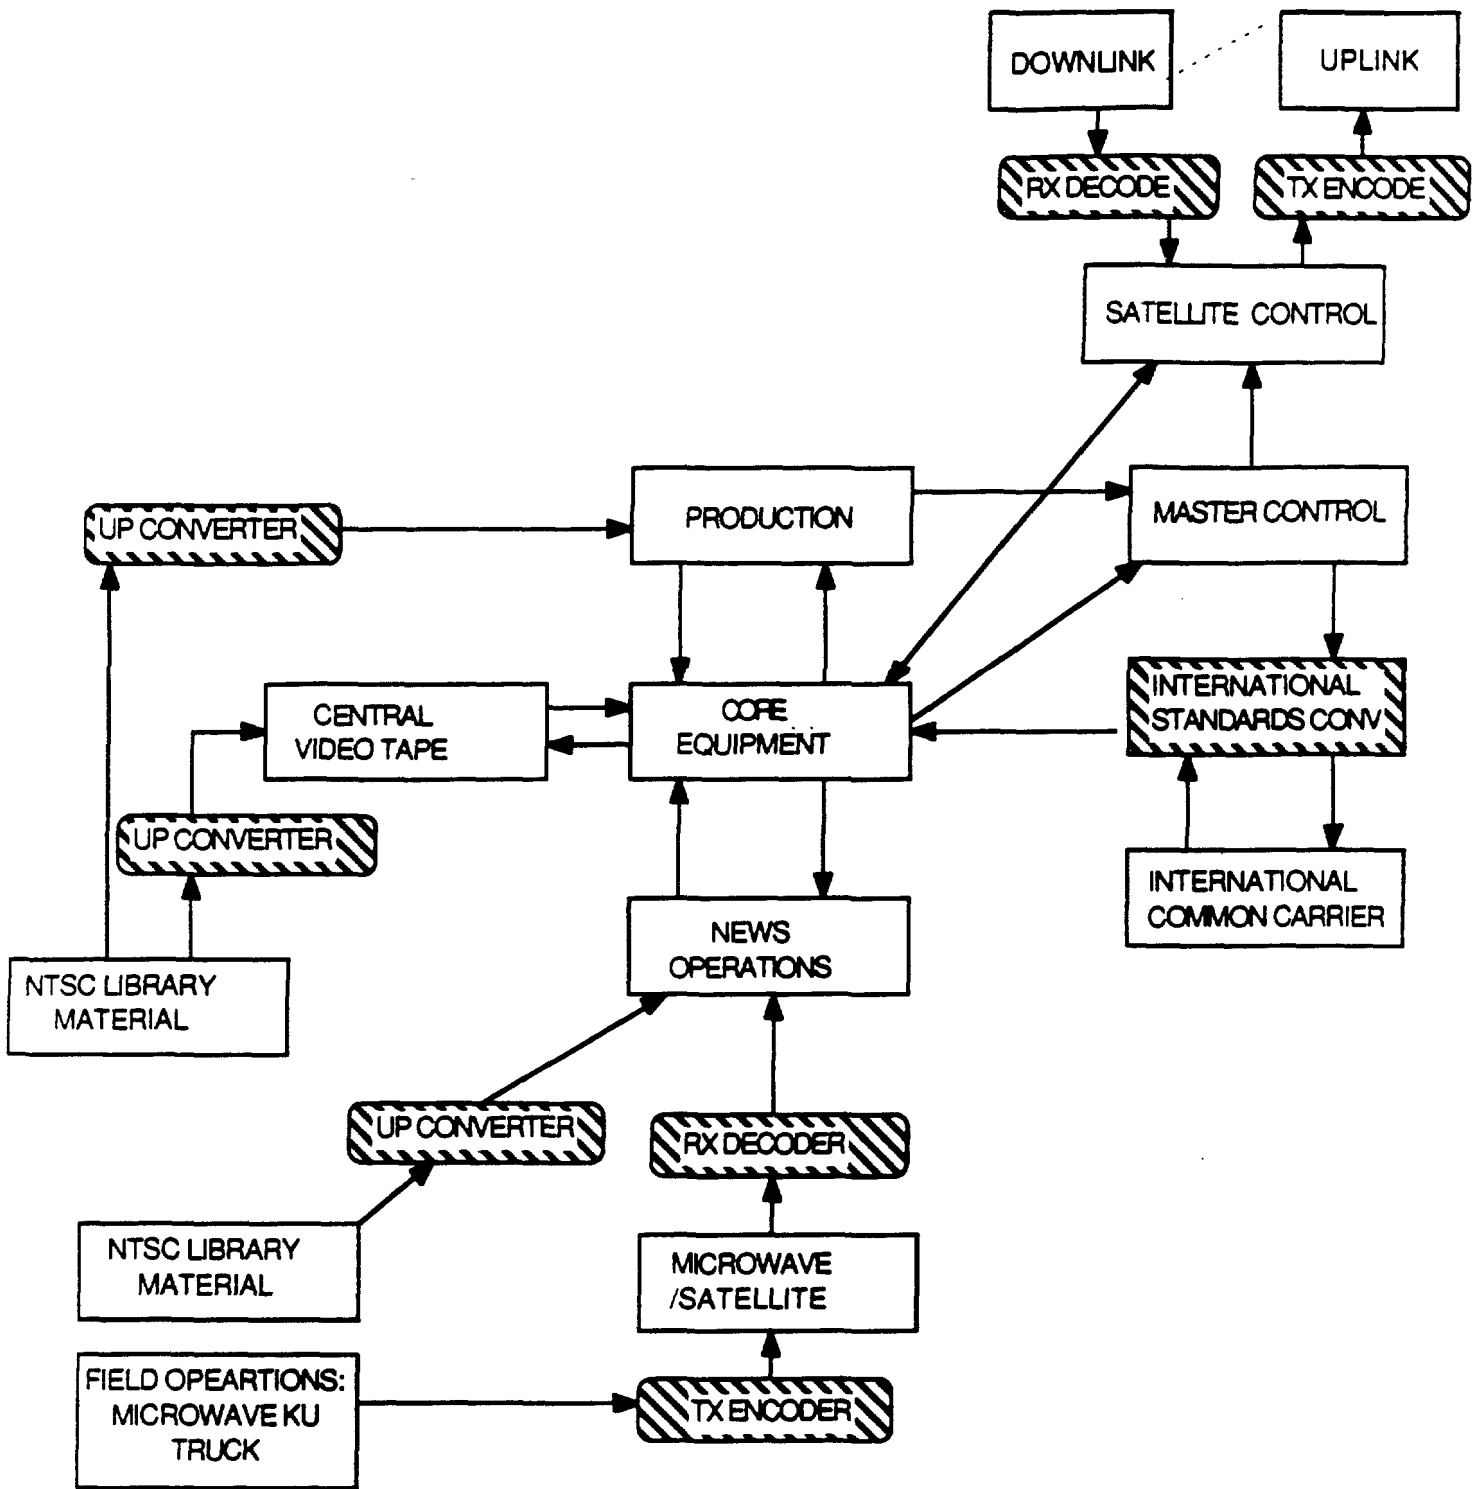 DOWNLINK
UPLINK
RX DECODE
TX ENCODE
SATELLITE CONTROL
PRODUCTION
MASTER CONTROL
UP CONVERTER
CENTRAL
VIDEO TAPE
CORE
EQUIPMENT
INTERNATIONAL
STANDARDS CONV
UP CONVERTER
INTERNATIONAL
COMMON CARRIER
NEWS
OPERATIONS
NTSC LIBRARY
MATERIAL
UP CONVERTER
RX DECODER
NTSC LIBRARY
MATERIAL
MICROWAVE
/SATELLITE
FIELD OPEARTIONS:
MICROWAVE KU
TRUCK
TX ENCODER